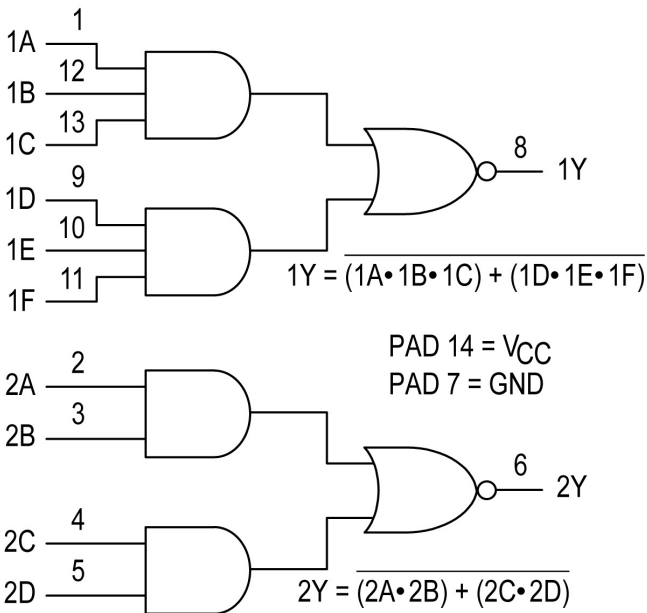 1
1A
12
1B
13
1C
9
1D
10
1E
11
1F
8
1Y
1Y = (1A•1B•1C) + (1D•1E•1F)
PAD 14 = VCC
PAD 7 = GND
2
2A
3
2B
4
2C
5
2D
6
2Y
2Y = (2A•2B) + (2C•2D)